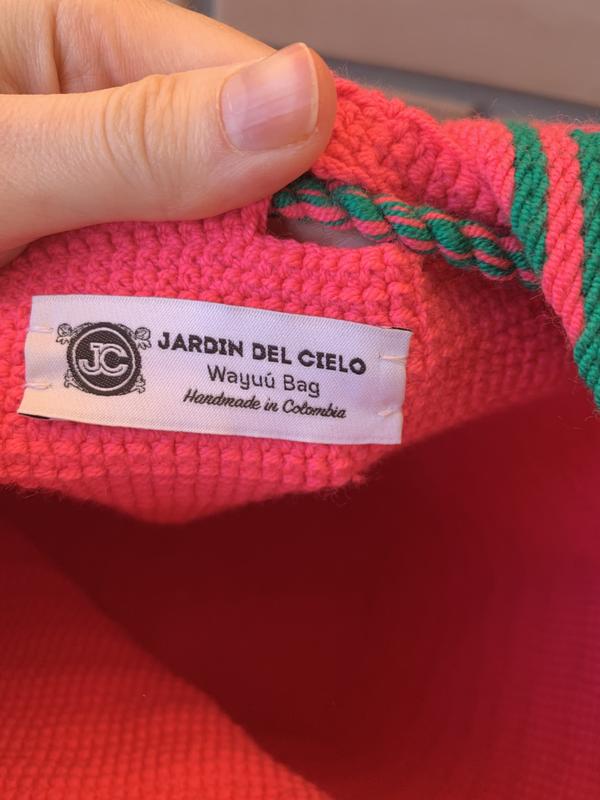 JC
JARDIN DEL CIELO
Wayuú Bag
Handmade in Colombia